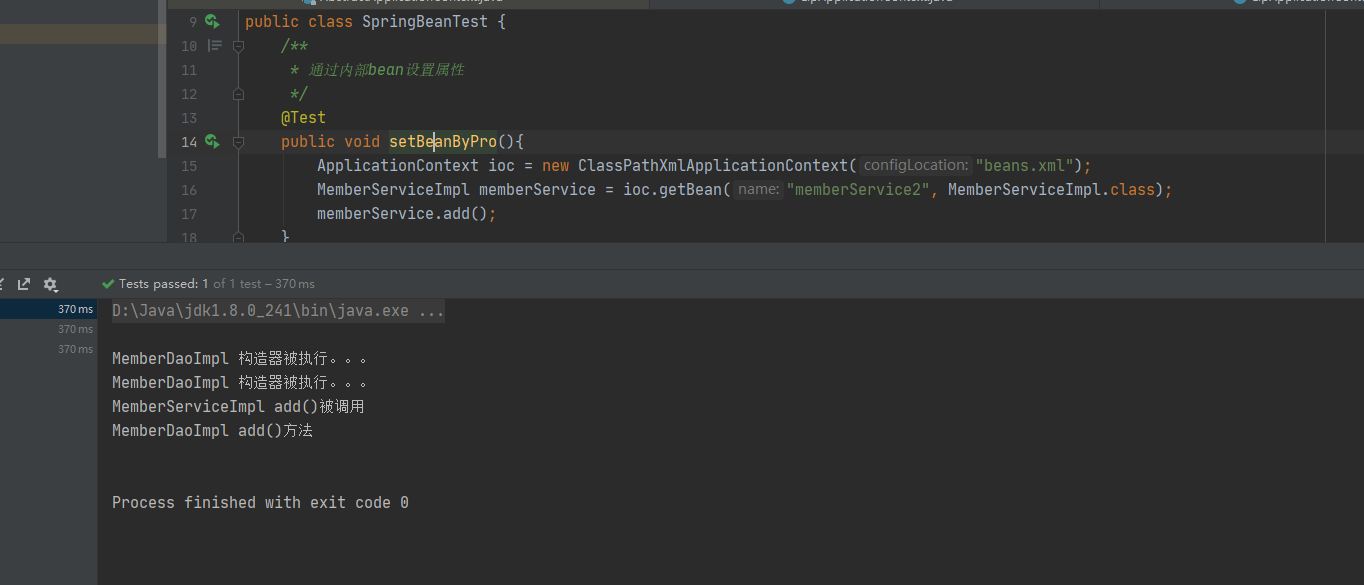 9 public class SpringBeanTest {
10 /**
11 * 通过内部bean设置属性
12 */
13 @Test
14 public void setBeanByPro(){
15 ApplicationContext ioc = new ClassPathXmlApplicationContext( configLocation: "beans.xml");
16 MemberServiceImpl memberService = ioc.getBean( name: "memberService2", MemberServiceImpl.class);
17 memberService.add();
18 }
Tests passed: 1 of 1 test – 370 ms
370 ms D:\Java\jdk1.8.0_241\bin\java.exe ...
370 ms
370 ms
MemberDaoImpl 构造器被执行。。。
MemberDaoImpl 构造器被执行。。。
MemberServiceImpl add()被调用
MemberDaoImpl add()方法
Process finished with exit code 0